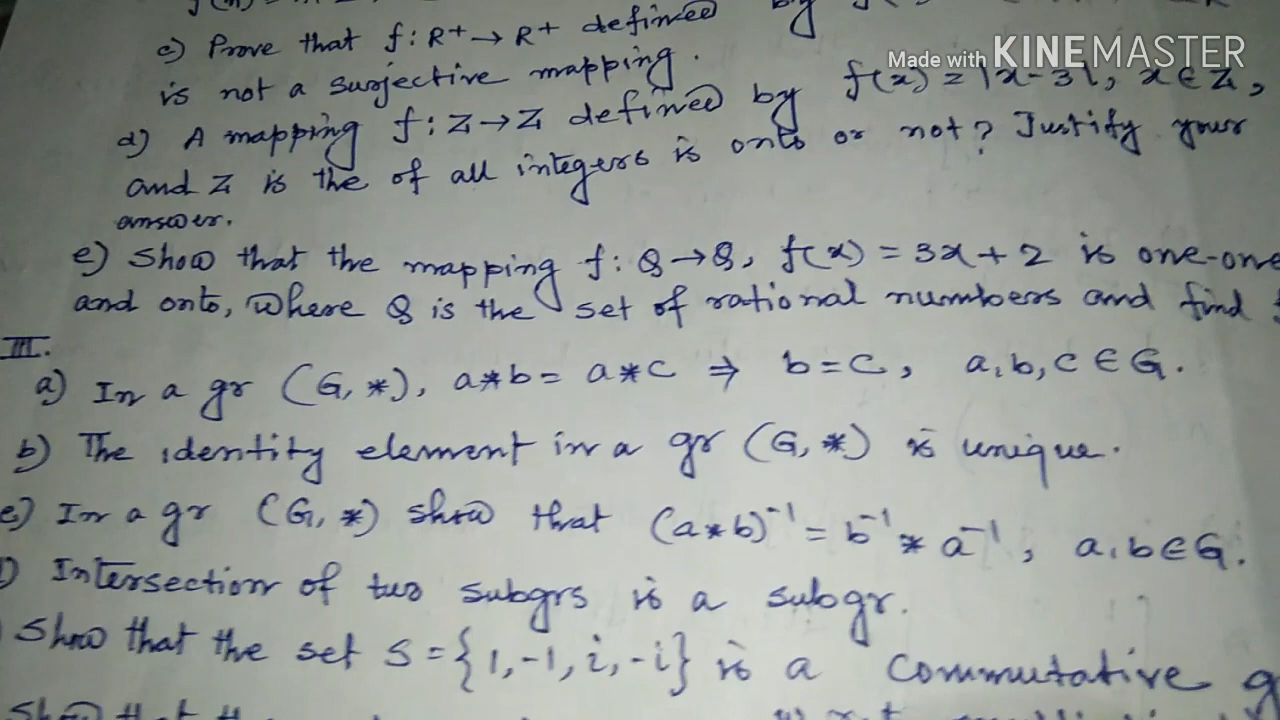 c) Prove that f: R+ → R+ defined by
is not a surjective mapping.
Made with KINEMASTER
d) A mapping f: Z → Z defined by f(x) = |x-3|, x ∈ Z,
and Z is the of all integers is onto or not? Justify your
answer.
e) Show that the mapping f: Q → Q, f(x) = 3x + 2 is one-one
and onto, where Q is the set of rational numbers and find
III.
a) In a gr (G, *), a*b = a*c ⇒ b = c, a, b, c ∈ G.
b) The identity element in a gr (G, *) is unique.
c) In a gr (G, *) show that (a*b)⁻¹ = b⁻¹ * a⁻¹, a, b ∈ G.
) Intersection of two subgrs is a subgr.
Show that the set S = {1, -1, i, -i} is a commutative g